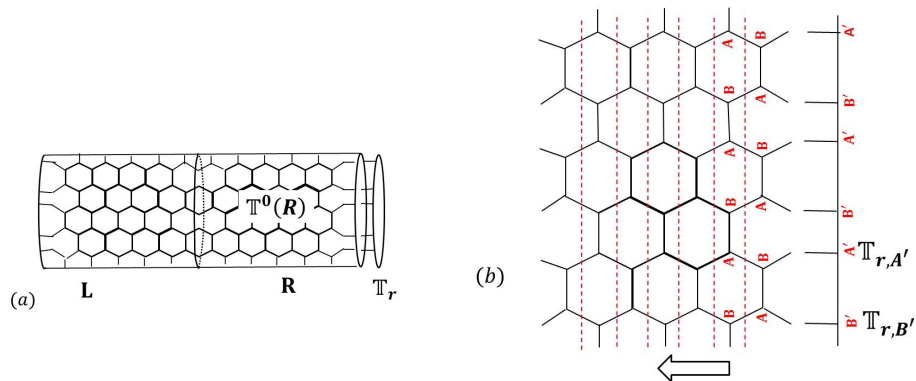 𝕋⁰(R)
(a)
L
R
𝕋ᵣ
(b)
A B A′
B A B′
A B A′
B A B′
A B A′ 𝕋r,A′
B A B′ 𝕋r,B′